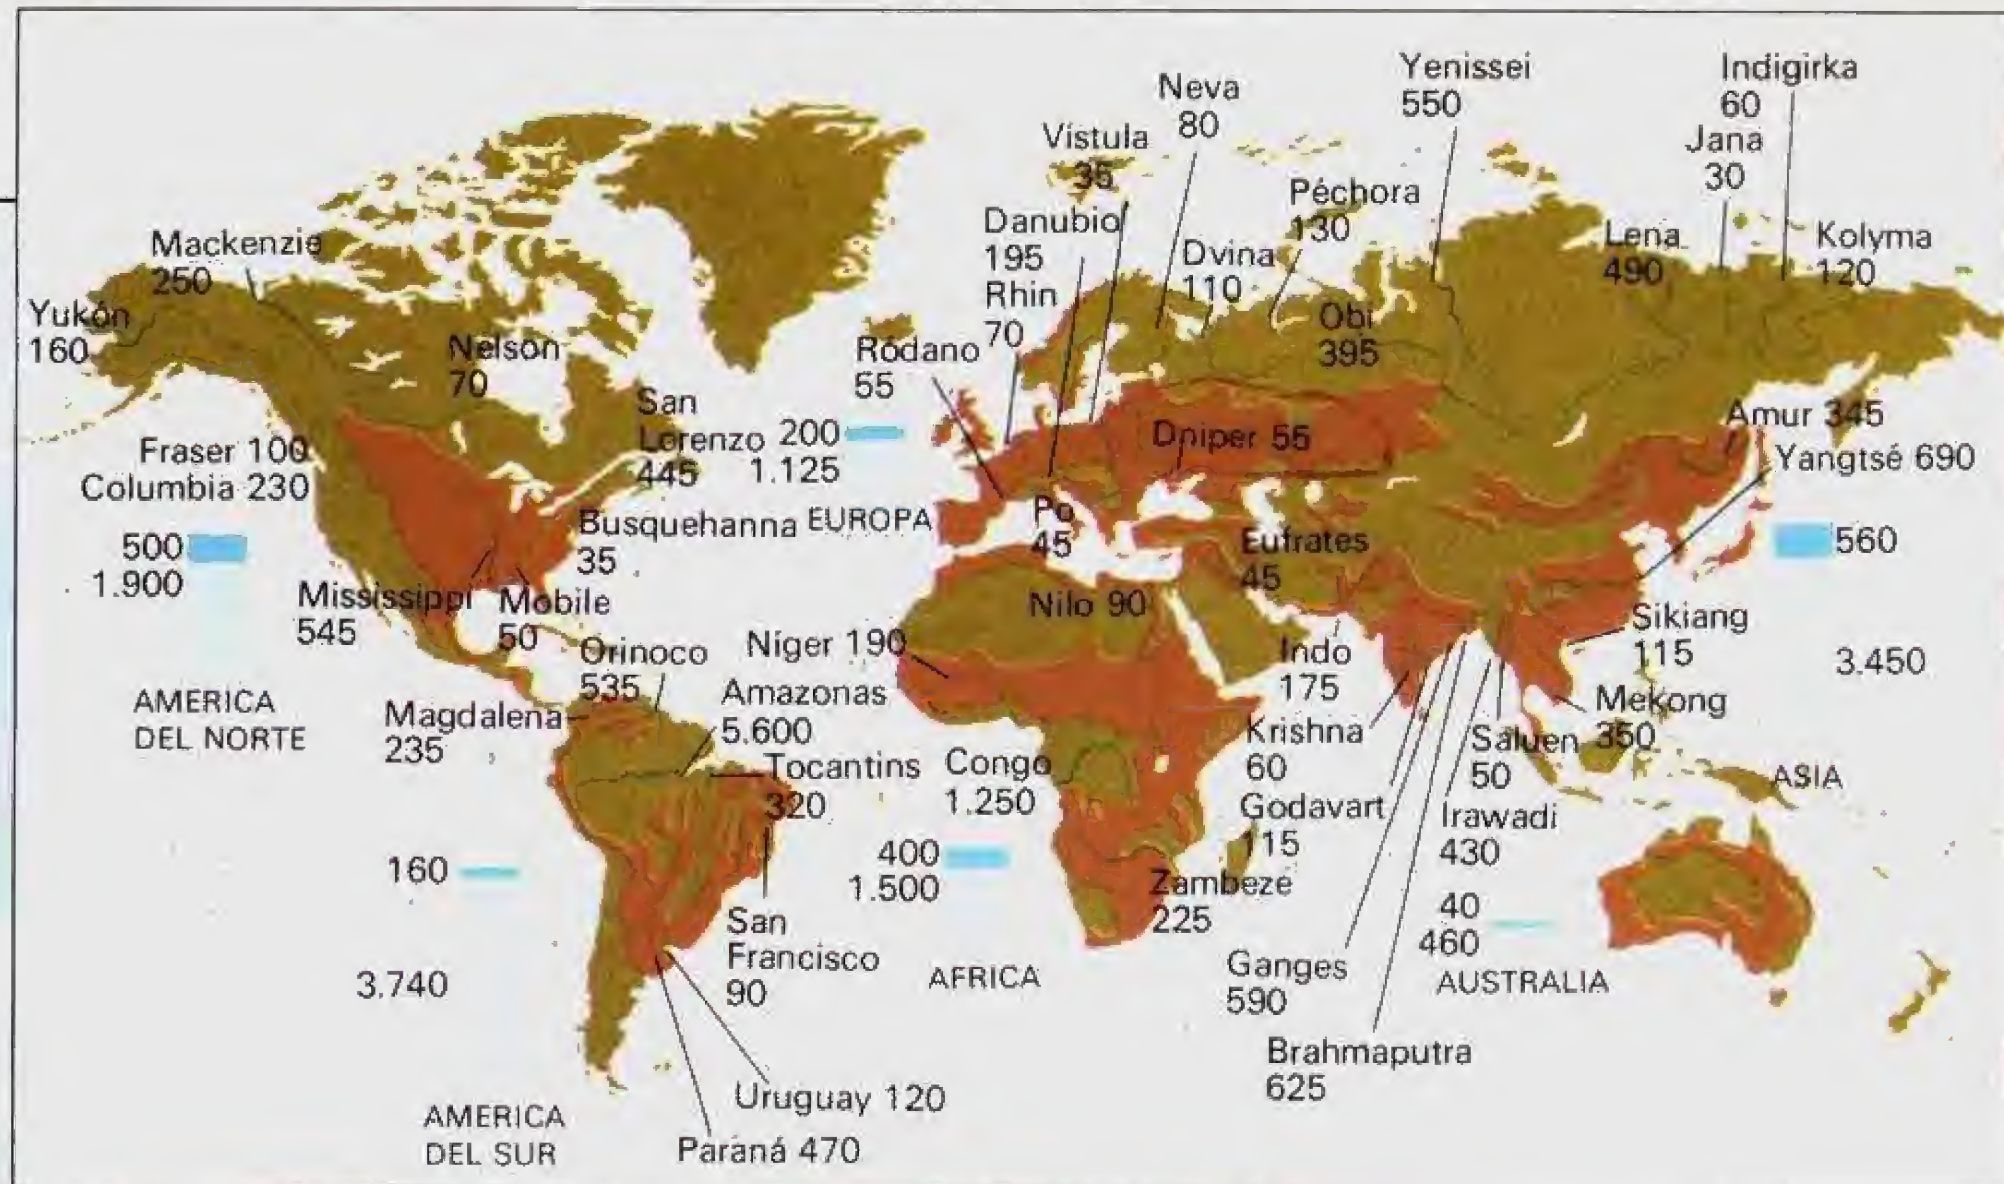 Yenissei
550
Indigirka
60
Neva
80
Vístula
35
Jana
30
Péchora
130
Danubio
195
Dvina
110
Lena
490
Kolyma
120
Mackenzie
250
Rhin
70
Yukón
160
Nelson
70
Ródano
55
Obi
395
San
Lorenzo
445
200
1.125
EUROPA
Amur 345
Yangtsé 690
Dniper 55
Fraser 100
Columbia 230
500
1.900
AMERICA
DEL NORTE
Busquehanna
35
Po
45
Eufrates
45
560
3.450
ASIA
Mississippi
545
Mobile
50
Nilo 90
Sikiang
115
Orinoco
535
Níger 190
Indo
175
Magdalena
235
Amazonas
5.600
Mekong
350
Krishna
60
Saluen
50
Tocantins
320
Congo
1.250
Godavart
115
Irawadi
430
160
3.740
AMERICA
DEL SUR
400
1.500
AFRICA
Zambeze
225
40
460
AUSTRALIA
San
Francisco
90
Ganges
590
Brahmaputra
625
Uruguay 120
Paraná 470